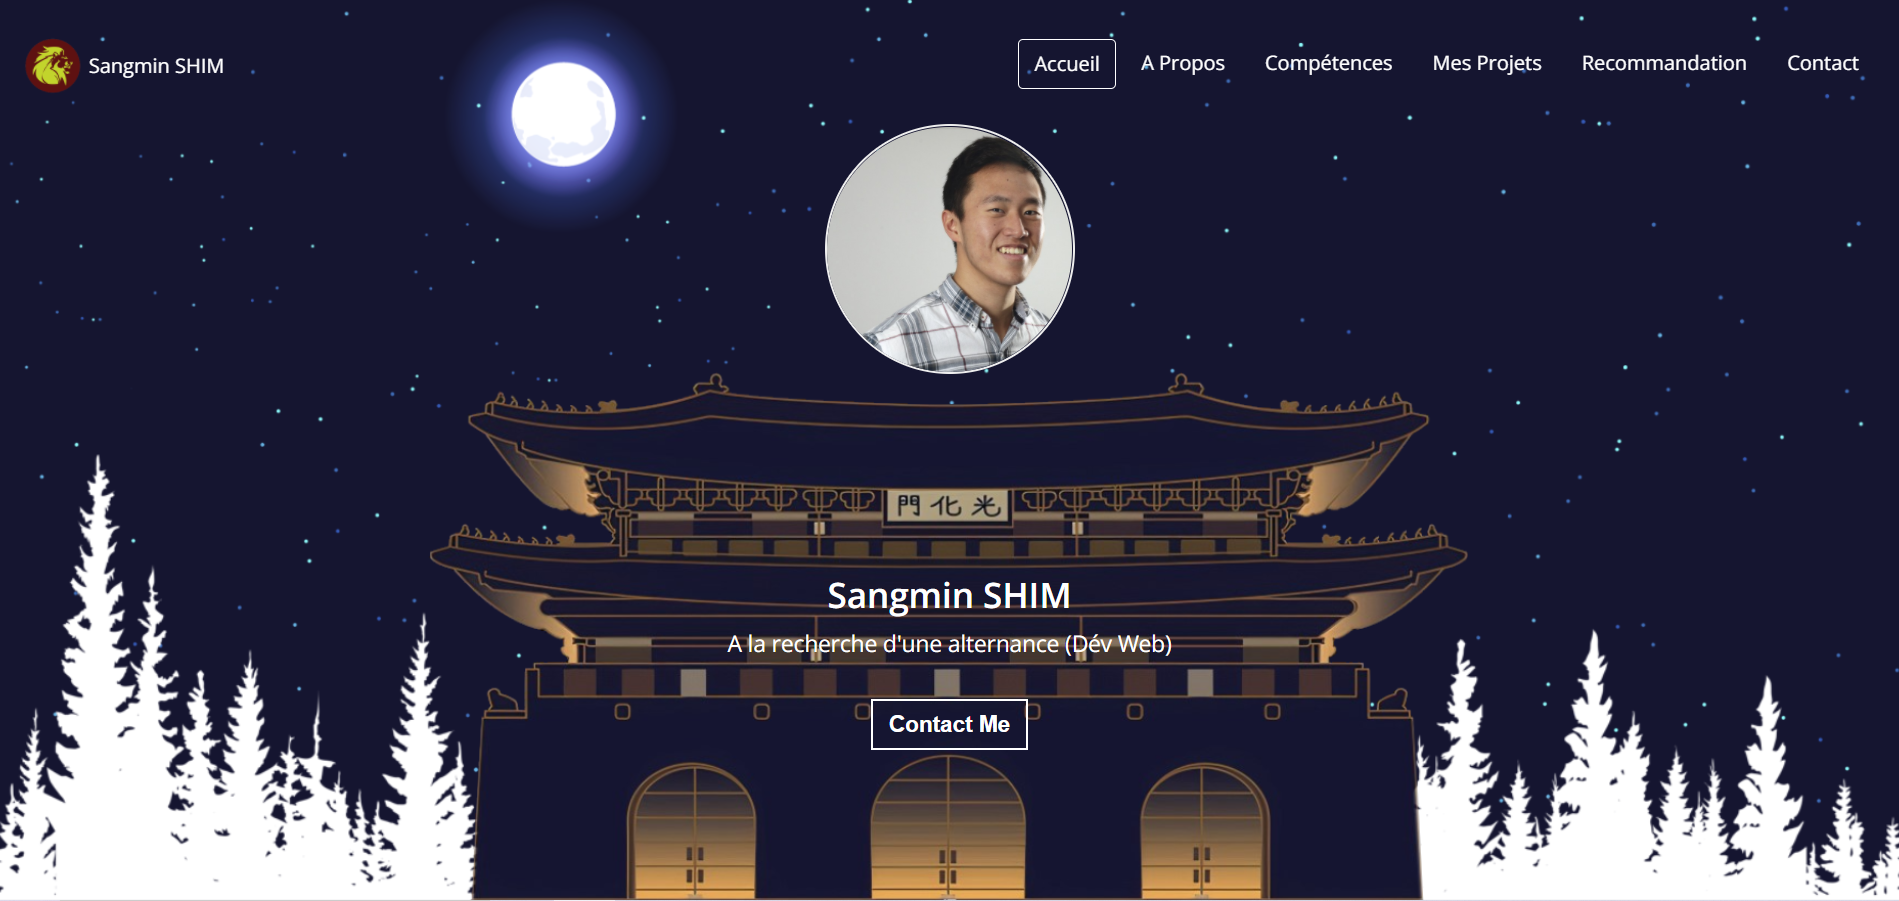 Sangmin SHIM
Accueil
A Propos
Compétences
Mes Projets
Recommandation
Contact
門化光
Sangmin SHIM
A la recherche d'une alternance (Dév Web)
Contact Me